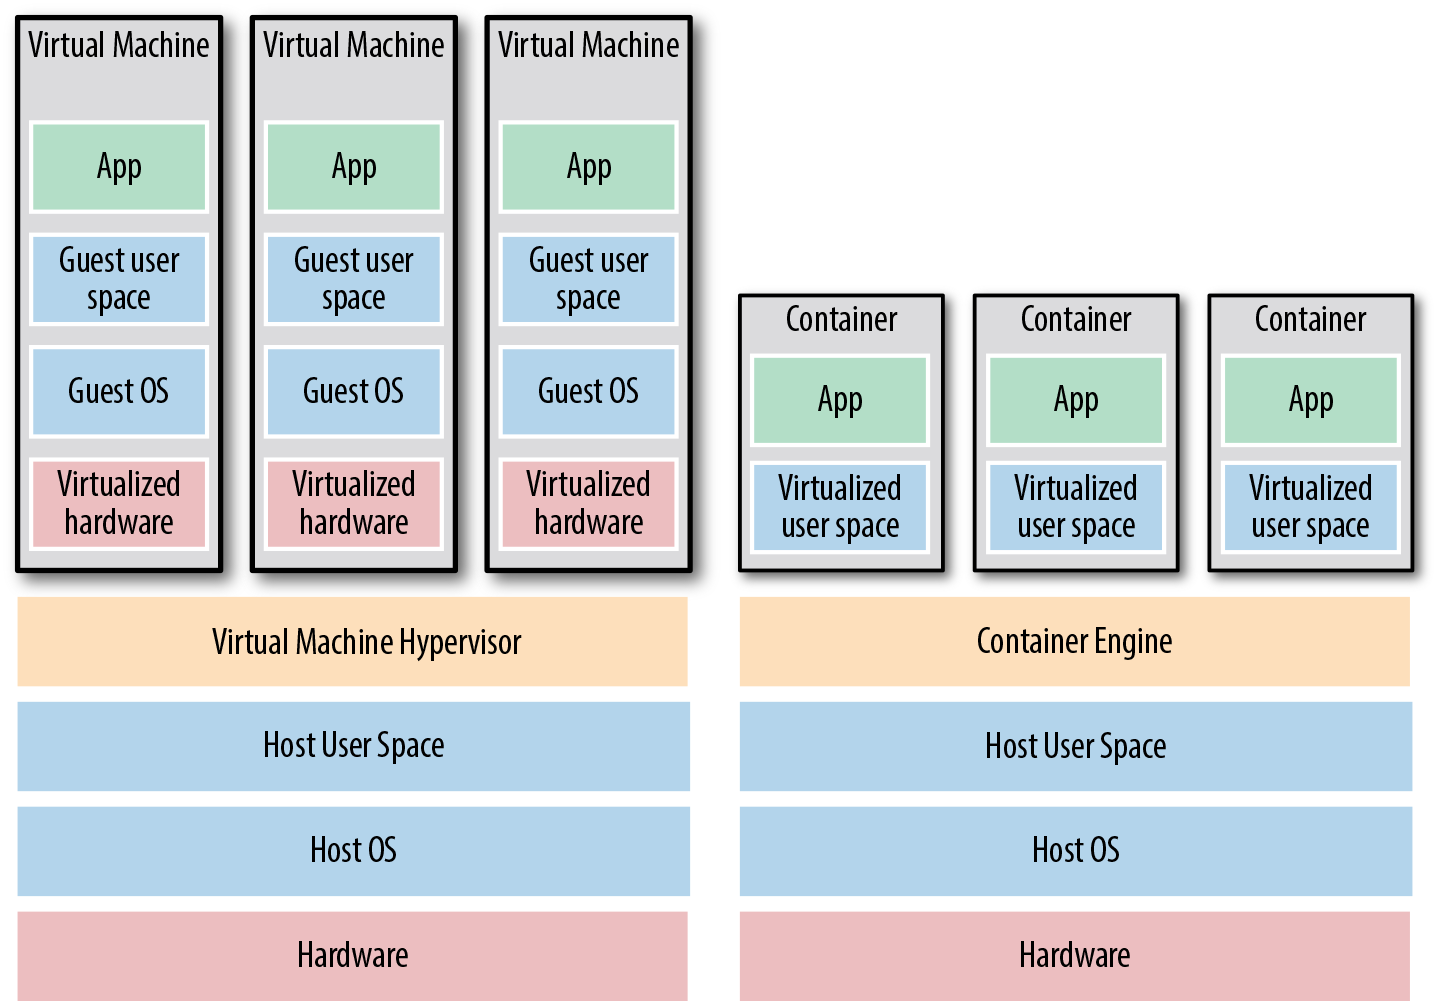 Virtual Machine
App
Guest user
space
Guest OS
Virtualized
hardware
Virtual Machine
App
Guest user
space
Guest OS
Virtualized
hardware
Virtual Machine
App
Guest user
space
Guest OS
Virtualized
hardware
Virtual Machine Hypervisor
Host User Space
Host OS
Hardware
Container
App
Virtualized
user space
Container
App
Virtualized
user space
Container
App
Virtualized
user space
Container Engine
Host User Space
Host OS
Hardware